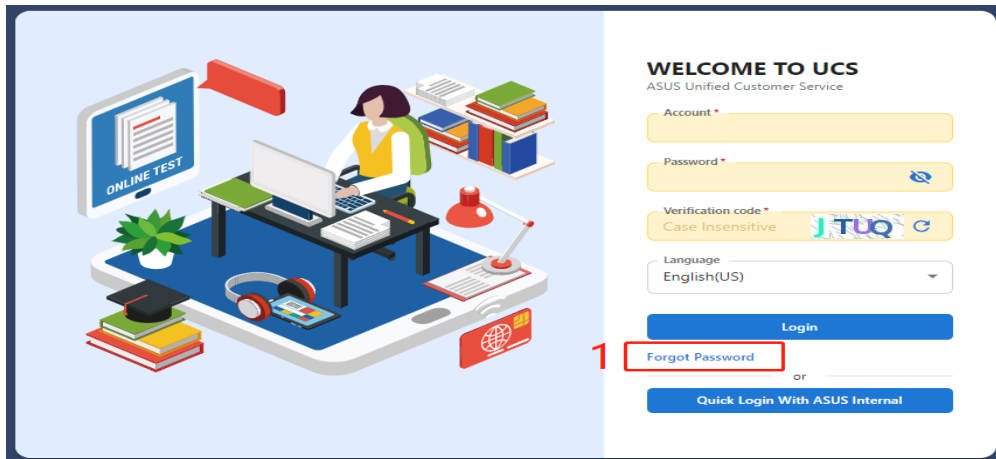 ONLINE TEST
WELCOME TO UCS
ASUS Unified Customer Service
Account *
Password *
Verification code *
Case Insensitive
J TUQ
Language
English(US)
Login
1
Forgot Password
or
Quick Login With ASUS Internal